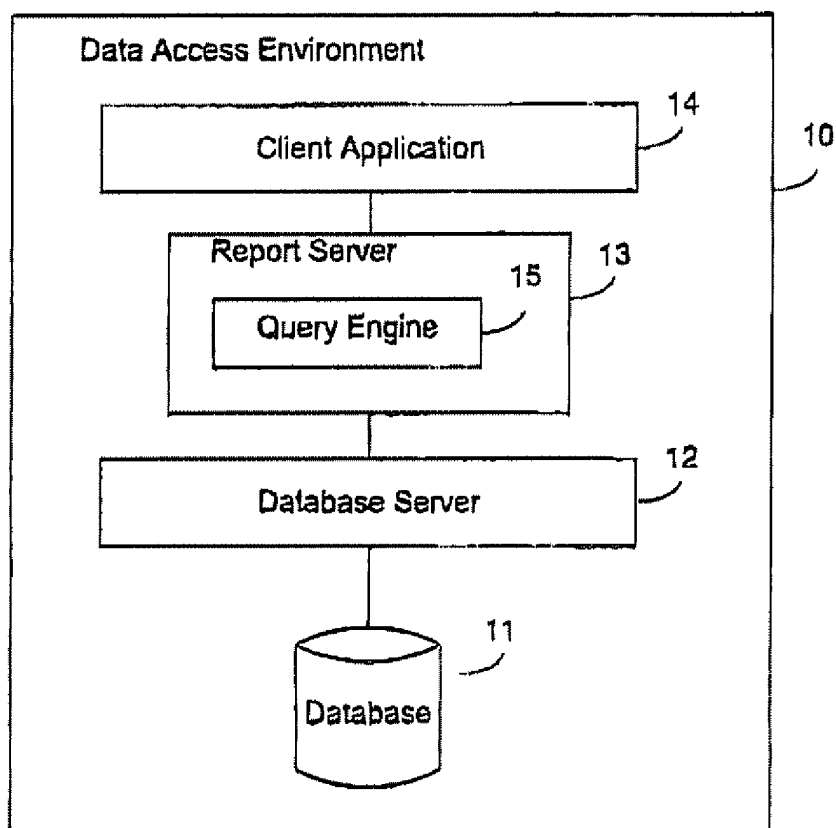 Data Access Environment
14
Client Application
10
Report Server
13
15
Query Engine
12
Database Server
11
Database